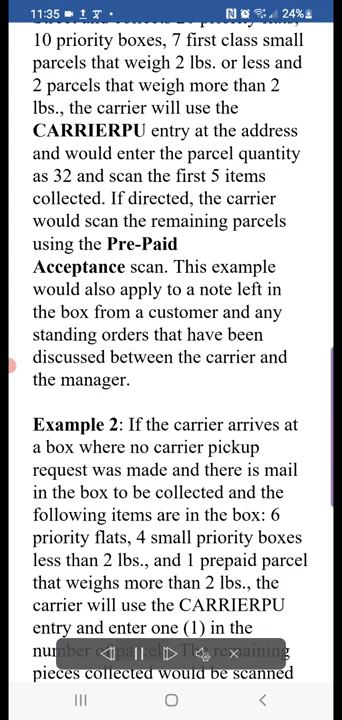 11:35
24%
10 priority boxes, 7 first class small
parcels that weigh 2 lbs. or less and
2 parcels that weigh more than 2
lbs., the carrier will use the
CARRIERPU entry at the address
and would enter the parcel quantity
as 32 and scan the first 5 items
collected. If directed, the carrier
would scan the remaining parcels
using the Pre-Paid
Acceptance scan. This example
would also apply to a note left in
the box from a customer and any
standing orders that have been
discussed between the carrier and
the manager.
Example 2: If the carrier arrives at
a box where no carrier pickup
request was made and there is mail
in the box to be collected and the
following items are in the box: 6
priority flats, 4 small priority boxes
less than 2 lbs., and 1 prepaid parcel
that weighs more than 2 lbs., the
carrier will use the CARRIERPU
entry and enter one (1) in the
number of parcels. The remaining
pieces collected would be scanned